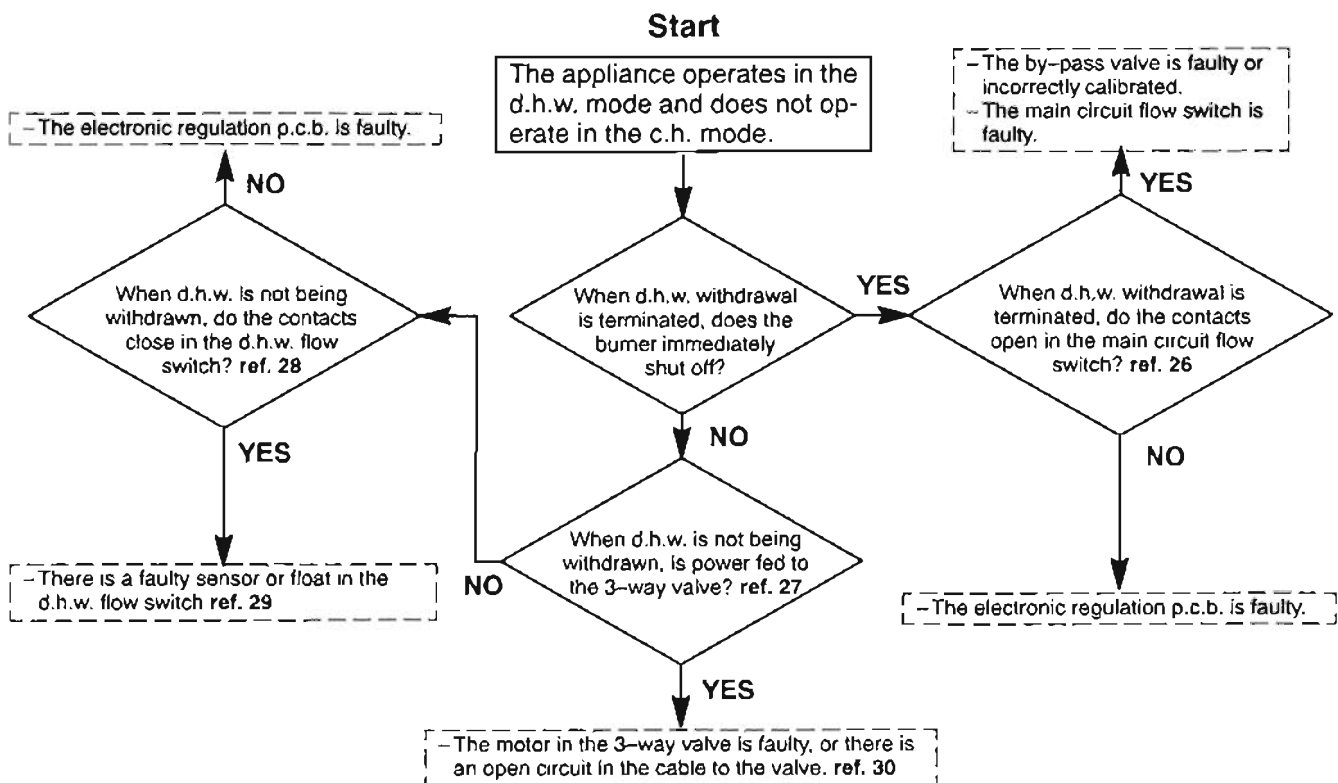 Start
The appliance operates in the
d.h.w. mode and does not op-
erate in the c.h. mode.
– The by–pass valve is faulty or
incorrectly calibrated.
– The main circuit flow switch is
faulty.
– The electronic regulation p.c.b. is faulty.
NO
YES
When d.h.w. is not being
withdrawn, do the contacts
close in the d.h.w. flow
switch? ref. 28
When d.h.w. withdrawal
is terminated, does the
burner immediately
shut off?
YES
When d.h.w. withdrawal is
terminated, do the contacts
open in the main circuit flow
switch? ref. 26
YES
NO
NO
When d.h.w. is not being
withdrawn, is power fed to
the 3–way valve? ref. 27
NO
– There is a faulty sensor or float in the
d.h.w. flow switch ref. 29
– The electronic regulation p.c.b. is faulty.
YES
– The motor in the 3–way valve is faulty, or there is
an open circuit in the cable to the valve. ref. 30